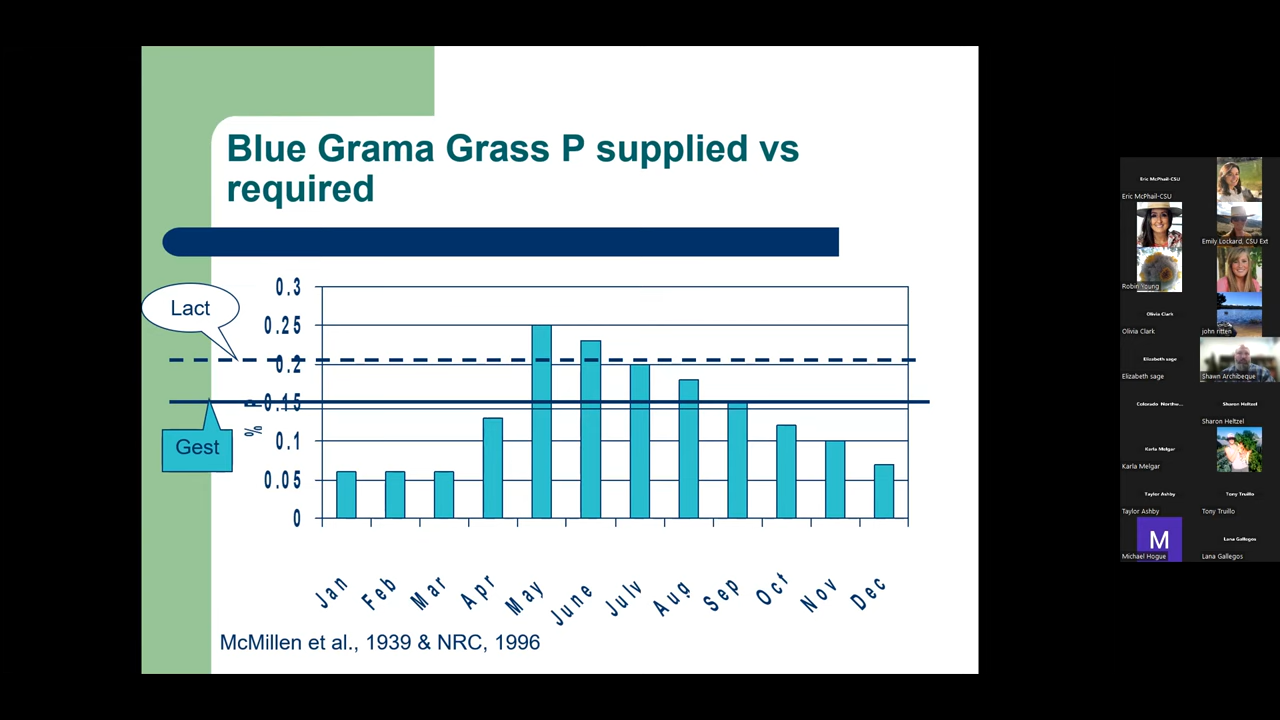 Blue Grama Grass P supplied vs
required
Lact
Gest
% P
0.3
0.25
0.2
0.15
0.1
0.05
0
Jan
Feb
Mar
Apr
May
June
July
Aug
Sep
Oct
Nov
Dec
McMillen et al., 1939 & NRC, 1996
Eric McPhail-CSU
Eric McPhail-CSU
Emily Lockard, CSU Ext
Robin Young
Olivia Clark
Olivia Clark
john ritten
Elizabeth sage
Elizabeth sage
Shawn Archibeque
Colorado Northw...
Sharon Heltzel
Sharon Heltzel
Karla Melgar
Karla Melgar
Taylor Ashby
Tony Truillo
Taylor Ashby
Tony Truillo
M
Michael Hogue
Lana Gallegos
Lana Gallegos